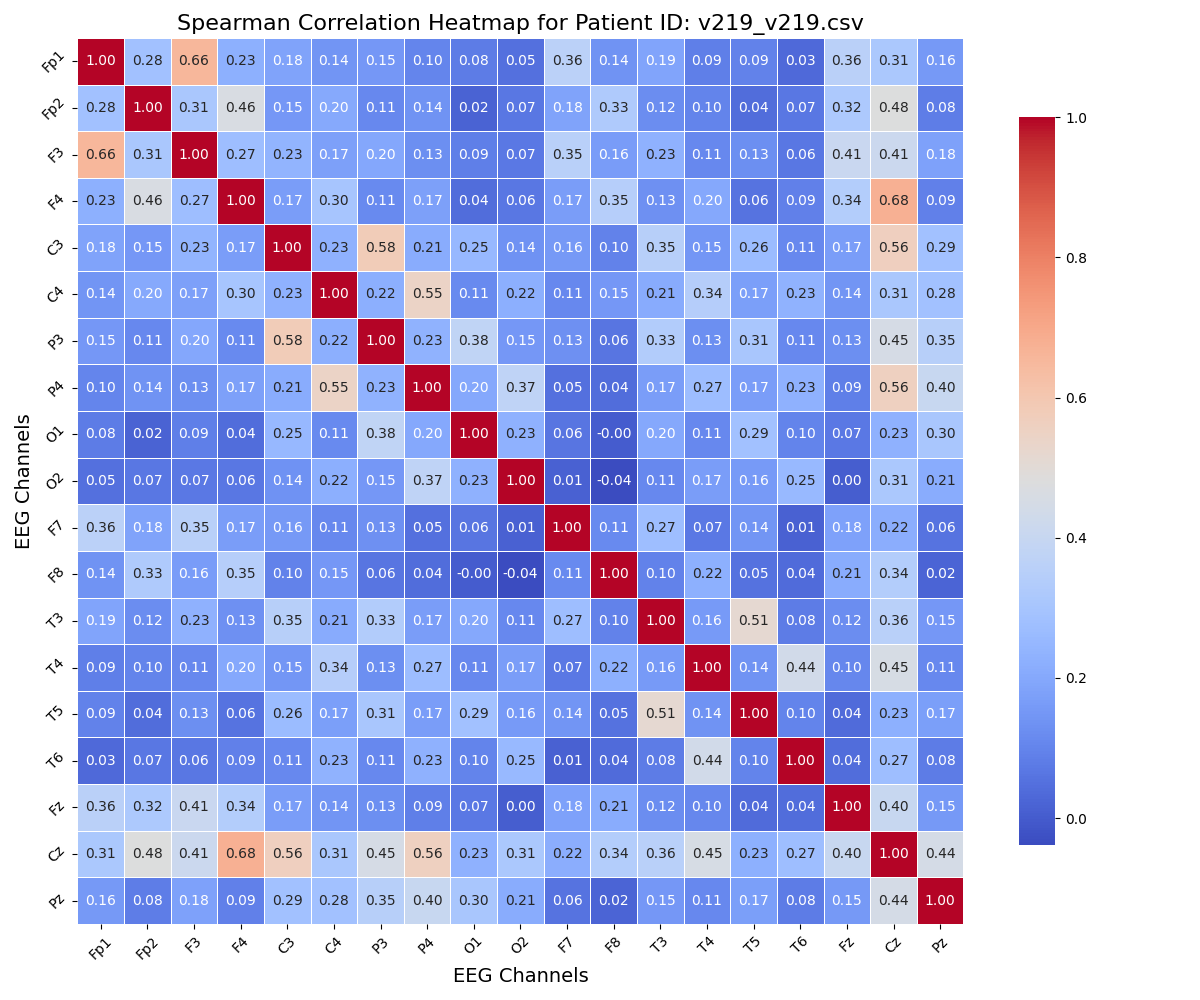 Spearman Correlation Heatmap for Patient ID: v219_v219.csv
Fp1 1.00 0.28 0.66 0.23 0.18 0.14 0.15 0.10 0.08 0.05 0.36 0.14 0.19 0.09 0.09 0.03 0.36 0.31 0.16
Fp2 0.28 1.00 0.31 0.46 0.15 0.20 0.11 0.14 0.02 0.07 0.18 0.33 0.12 0.10 0.04 0.07 0.32 0.48 0.08
F3 0.66 0.31 1.00 0.27 0.23 0.17 0.20 0.13 0.09 0.07 0.35 0.16 0.23 0.11 0.13 0.06 0.41 0.41 0.18
F4 0.23 0.46 0.27 1.00 0.17 0.30 0.11 0.17 0.04 0.06 0.17 0.35 0.13 0.20 0.06 0.09 0.34 0.68 0.09
C3 0.18 0.15 0.23 0.17 1.00 0.23 0.58 0.21 0.25 0.14 0.16 0.10 0.35 0.15 0.26 0.11 0.17 0.56 0.29
C4 0.14 0.20 0.17 0.30 0.23 1.00 0.22 0.55 0.11 0.22 0.11 0.15 0.21 0.34 0.17 0.23 0.14 0.31 0.28
P3 0.15 0.11 0.20 0.11 0.58 0.22 1.00 0.23 0.38 0.15 0.13 0.06 0.33 0.13 0.31 0.11 0.13 0.45 0.35
P4 0.10 0.14 0.13 0.17 0.21 0.55 0.23 1.00 0.20 0.37 0.05 0.04 0.17 0.27 0.17 0.23 0.09 0.56 0.40
O1 0.08 0.02 0.09 0.04 0.25 0.11 0.38 0.20 1.00 0.23 0.06 -0.00 0.20 0.11 0.29 0.10 0.07 0.23 0.30
O2 0.05 0.07 0.07 0.06 0.14 0.22 0.15 0.37 0.23 1.00 0.01 -0.04 0.11 0.17 0.16 0.25 0.00 0.31 0.21
F7 0.36 0.18 0.35 0.17 0.16 0.11 0.13 0.05 0.06 0.01 1.00 0.11 0.27 0.07 0.14 0.01 0.18 0.22 0.06
F8 0.14 0.33 0.16 0.35 0.10 0.15 0.06 0.04 -0.00 -0.04 0.11 1.00 0.10 0.22 0.05 0.04 0.21 0.34 0.02
T3 0.19 0.12 0.23 0.13 0.35 0.21 0.33 0.17 0.20 0.11 0.27 0.10 1.00 0.16 0.51 0.08 0.12 0.36 0.15
T4 0.09 0.10 0.11 0.20 0.15 0.34 0.13 0.27 0.11 0.17 0.07 0.22 0.16 1.00 0.14 0.44 0.10 0.45 0.11
T5 0.09 0.04 0.13 0.06 0.26 0.17 0.31 0.17 0.29 0.16 0.14 0.05 0.51 0.14 1.00 0.10 0.04 0.23 0.17
T6 0.03 0.07 0.06 0.09 0.11 0.23 0.11 0.23 0.10 0.25 0.01 0.04 0.08 0.44 0.10 1.00 0.04 0.27 0.08
Fz 0.36 0.32 0.41 0.34 0.17 0.14 0.13 0.09 0.07 0.00 0.18 0.21 0.12 0.10 0.04 0.04 1.00 0.40 0.15
Cz 0.31 0.48 0.41 0.68 0.56 0.31 0.45 0.56 0.23 0.31 0.22 0.34 0.36 0.45 0.23 0.27 0.40 1.00 0.44
Pz 0.16 0.08 0.18 0.09 0.29 0.28 0.35 0.40 0.30 0.21 0.06 0.02 0.15 0.11 0.17 0.08 0.15 0.44 1.00
Fp1 Fp2 F3 F4 C3 C4 P3 P4 O1 O2 F7 F8 T3 T4 T5 T6 Fz Cz Pz
EEG Channels
EEG Channels
1.0
0.8
0.6
0.4
0.2
0.0